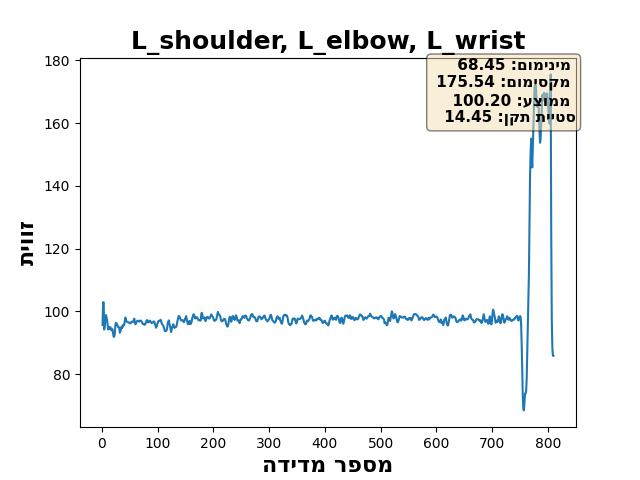 L_shoulder, L_elbow, L_wrist
מינימום: 68.45
מקסימום: 175.54
ממוצע: 100.20
סטיית תקן: 14.45
זווית
180
160
140
120
100
80
0 100 200 300 400 500 600 700 800
מספר מדידה